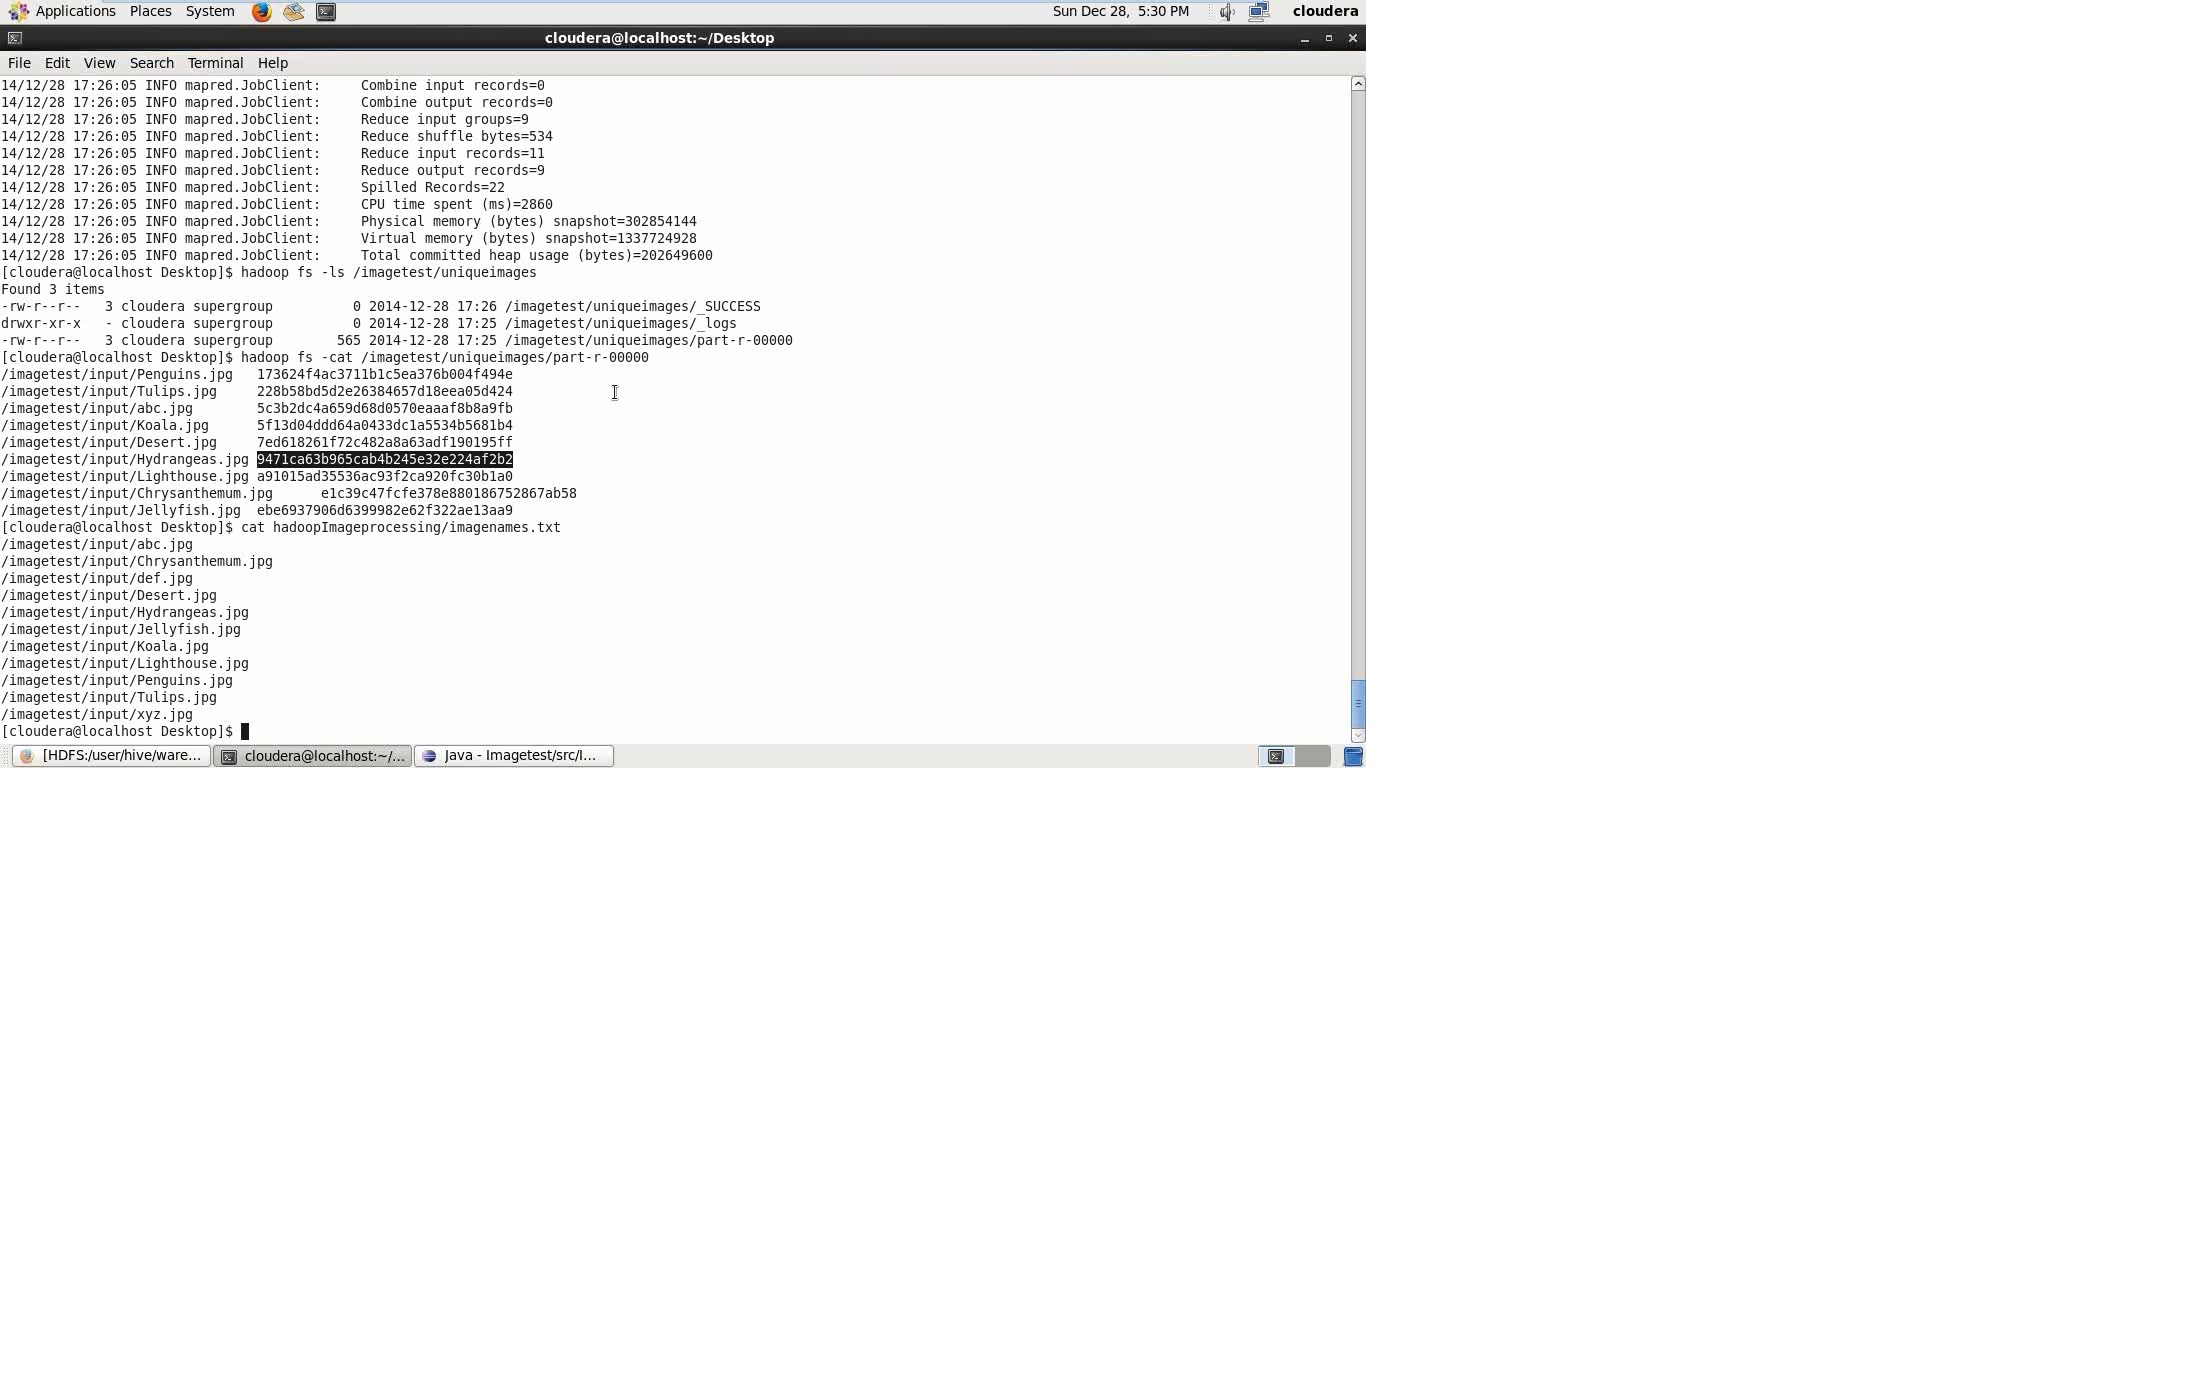 Applications Places System Sun Dec 28, 5:30 PM cloudera
cloudera@localhost:~/Desktop
File Edit View Search Terminal Help
14/12/28 17:26:05 INFO mapred.JobClient:     Combine input records=0
14/12/28 17:26:05 INFO mapred.JobClient:     Combine output records=0
14/12/28 17:26:05 INFO mapred.JobClient:     Reduce input groups=9
14/12/28 17:26:05 INFO mapred.JobClient:     Reduce shuffle bytes=534
14/12/28 17:26:05 INFO mapred.JobClient:     Reduce input records=11
14/12/28 17:26:05 INFO mapred.JobClient:     Reduce output records=9
14/12/28 17:26:05 INFO mapred.JobClient:     Spilled Records=22
14/12/28 17:26:05 INFO mapred.JobClient:     CPU time spent (ms)=2860
14/12/28 17:26:05 INFO mapred.JobClient:     Physical memory (bytes) snapshot=302854144
14/12/28 17:26:05 INFO mapred.JobClient:     Virtual memory (bytes) snapshot=1337724928
14/12/28 17:26:05 INFO mapred.JobClient:     Total committed heap usage (bytes)=202649600
[cloudera@localhost Desktop]$ hadoop fs -ls /imagetest/uniqueimages
Found 3 items
-rw-r--r--   3 cloudera supergroup          0 2014-12-28 17:26 /imagetest/uniqueimages/_SUCCESS
drwxr-xr-x   - cloudera supergroup          0 2014-12-28 17:25 /imagetest/uniqueimages/_logs
-rw-r--r--   3 cloudera supergroup        565 2014-12-28 17:25 /imagetest/uniqueimages/part-r-00000
[cloudera@localhost Desktop]$ hadoop fs -cat /imagetest/uniqueimages/part-r-00000
/imagetest/input/Penguins.jpg   173624f4ac3711b1c5ea376b004f494e
/imagetest/input/Tulips.jpg     228b58bd5d2e26384657d18eea05d424
/imagetest/input/abc.jpg        5c3b2dc4a659d68d0570eaaaf8b8a9fb
/imagetest/input/Koala.jpg      5f13d04ddd64a0433dc1a5534b5681b4
/imagetest/input/Desert.jpg     7ed618261f72c482a8a63adf190195ff
/imagetest/input/Hydrangeas.jpg 9471ca63b965cab4b245e32e224af2b2
/imagetest/input/Lighthouse.jpg a91015ad35536ac93f2ca920fc30b1a0
/imagetest/input/Chrysanthemum.jpg      e1c39c47fcfe378e880186752867ab58
/imagetest/input/Jellyfish.jpg  ebe6937906d6399982e62f322ae13aa9
[cloudera@localhost Desktop]$ cat hadoopImageprocessing/imagenames.txt
/imagetest/input/abc.jpg
/imagetest/input/Chrysanthemum.jpg
/imagetest/input/def.jpg
/imagetest/input/Desert.jpg
/imagetest/input/Hydrangeas.jpg
/imagetest/input/Jellyfish.jpg
/imagetest/input/Koala.jpg
/imagetest/input/Lighthouse.jpg
/imagetest/input/Penguins.jpg
/imagetest/input/Tulips.jpg
/imagetest/input/xyz.jpg
[cloudera@localhost Desktop]$
[HDFS:/user/hive/ware... cloudera@localhost:~/... Java - Imagetest/src/I...